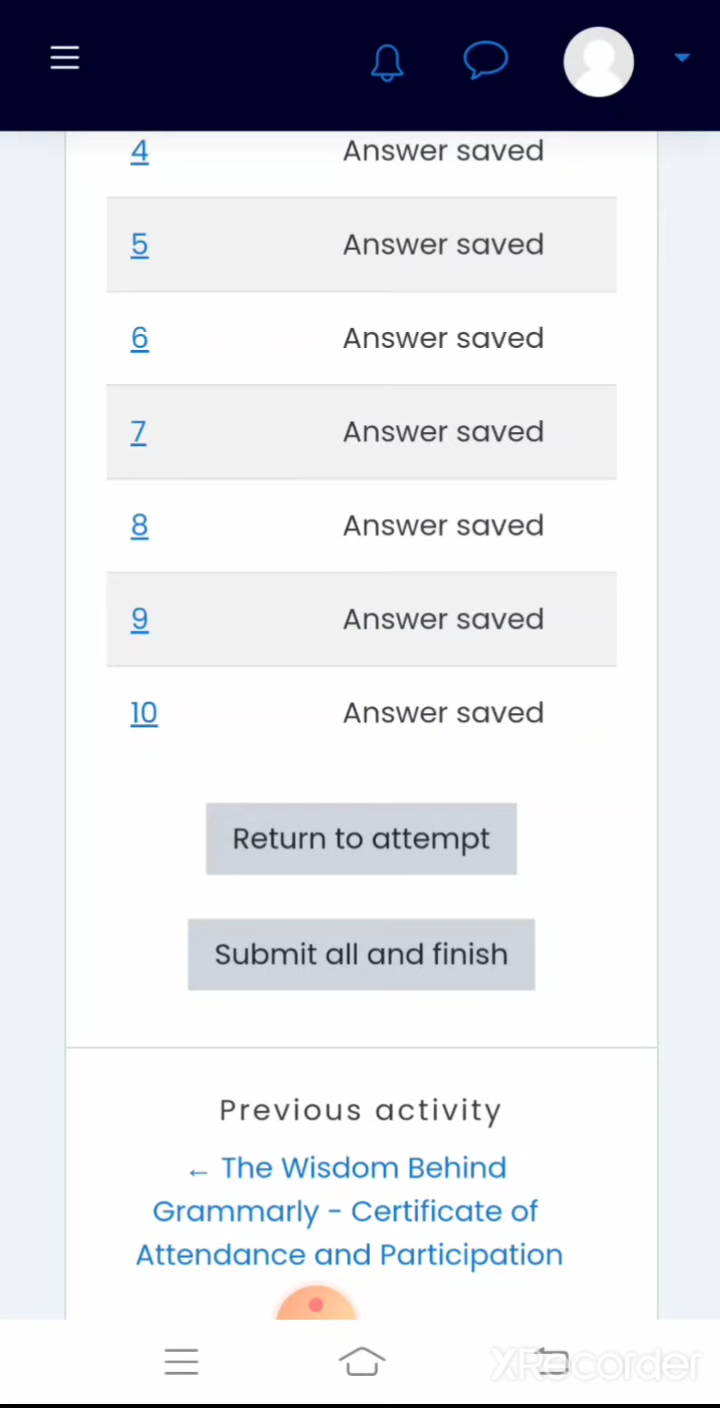 4 Answer saved
5 Answer saved
6 Answer saved
7 Answer saved
8 Answer saved
9 Answer saved
10 Answer saved
Return to attempt
Submit all and finish
Previous activity
← The Wisdom Behind
Grammarly - Certificate of
Attendance and Participation
XRecorder